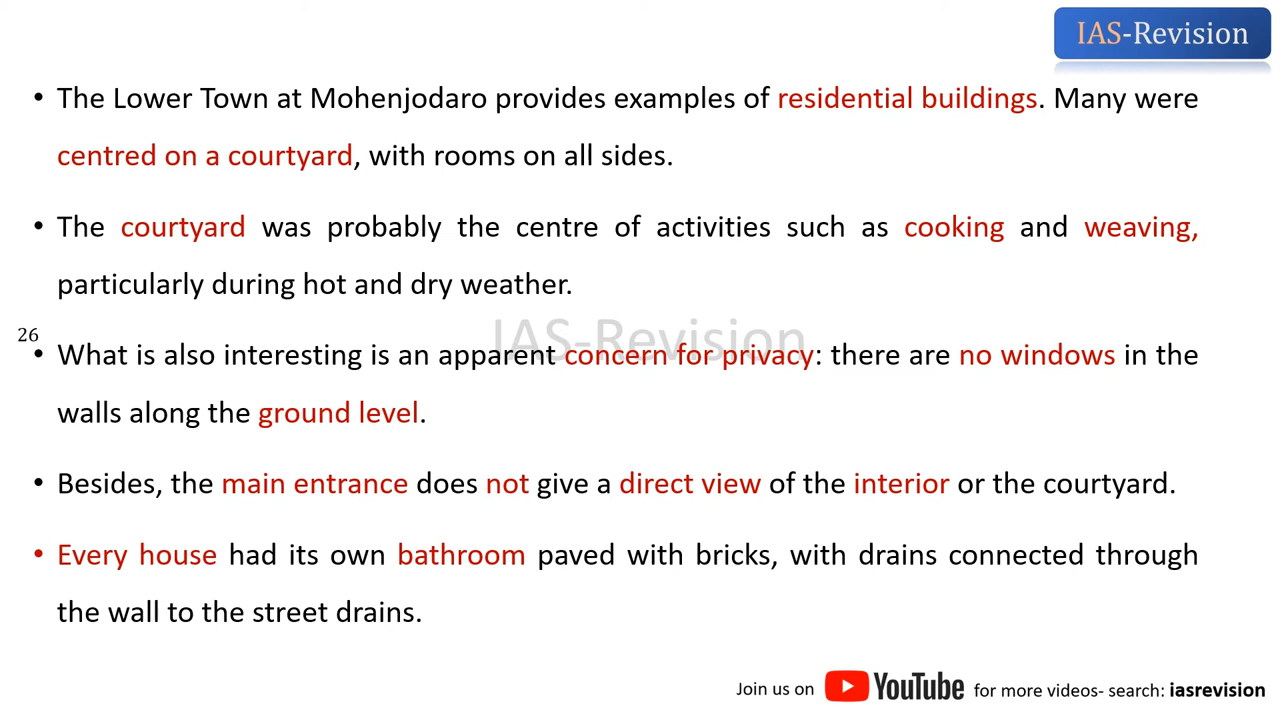 IAS-Revision
• The Lower Town at Mohenjodaro provides examples of residential buildings. Many were
centred on a courtyard, with rooms on all sides.
• The courtyard was probably the centre of activities such as cooking and weaving,
particularly during hot and dry weather.
IAS-Revision
26
• What is also interesting is an apparent concern for privacy: there are no windows in the
walls along the ground level.
• Besides, the main entrance does not give a direct view of the interior or the courtyard.
• Every house had its own bathroom paved with bricks, with drains connected through
the wall to the street drains.
Join us on YouTube for more videos- search: iasrevision